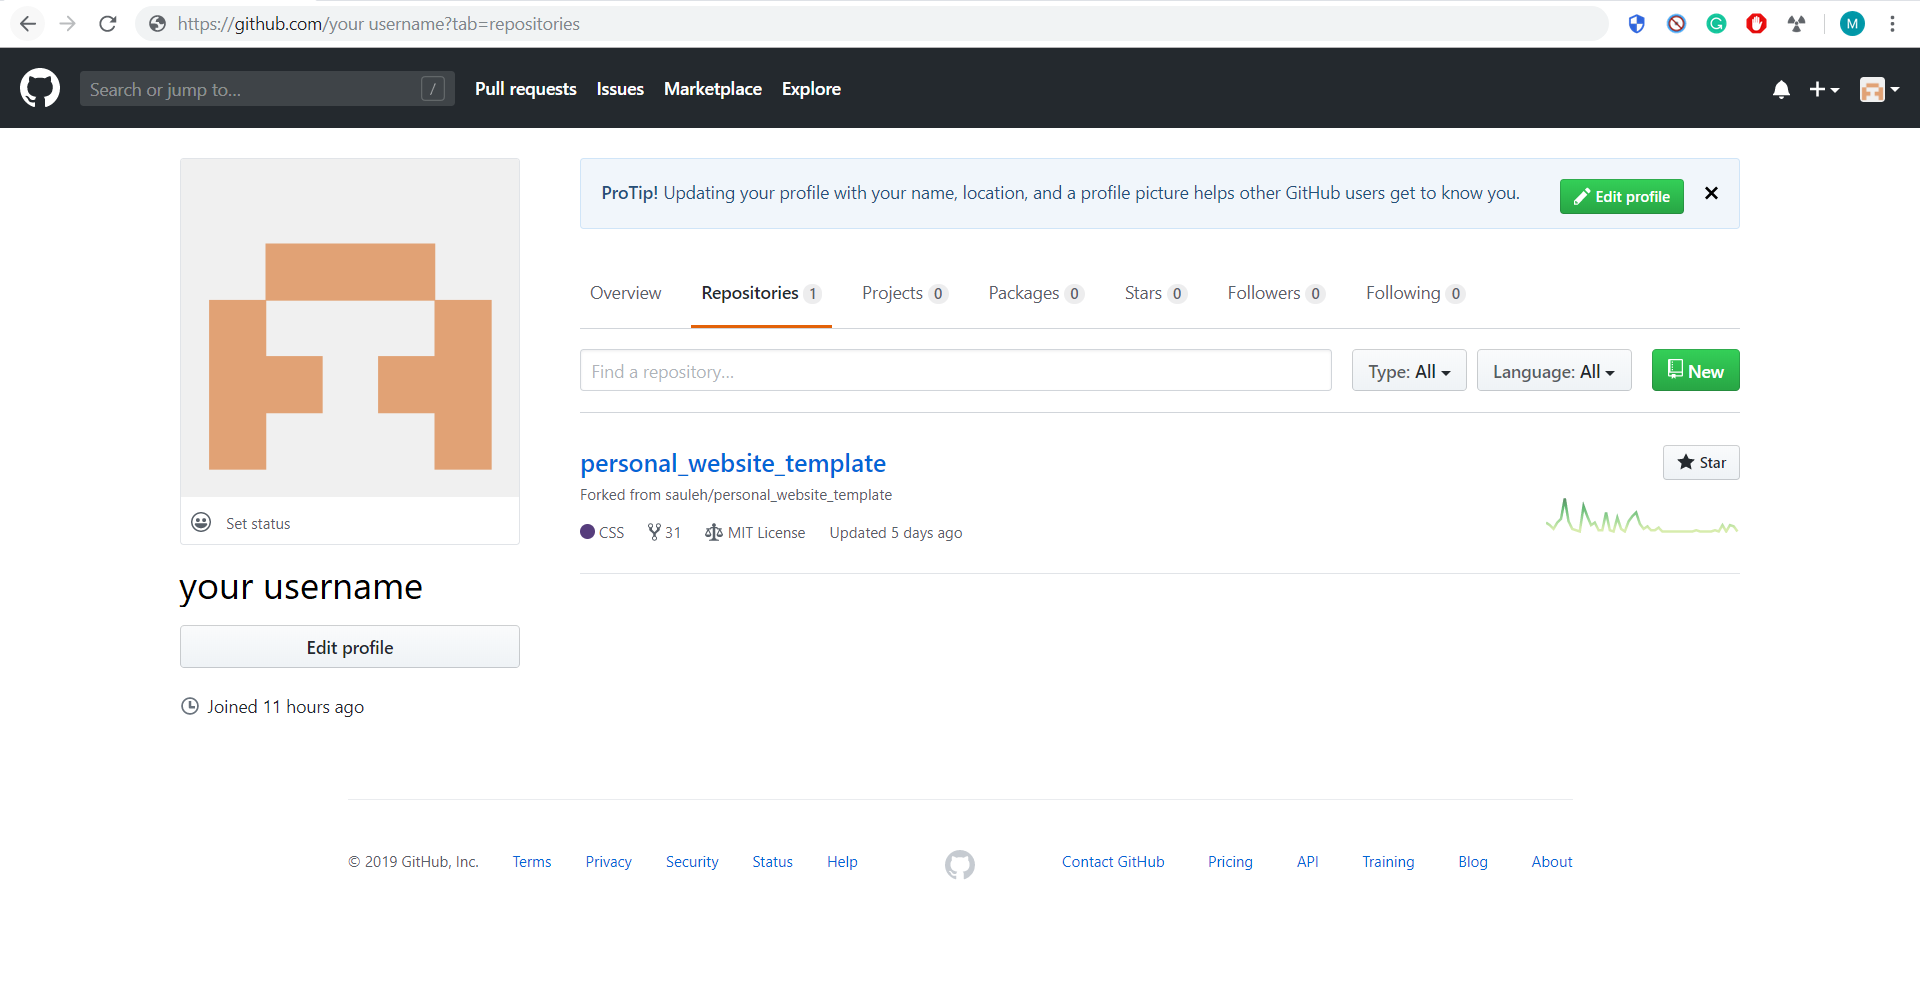 https://github.com/your username?tab=repositories
M
Search or jump to... / Pull requests Issues Marketplace Explore
ProTip! Updating your profile with your name, location, and a profile picture helps other GitHub users get to know you. Edit profile
Overview Repositories 1 Projects 0 Packages 0 Stars 0 Followers 0 Following 0
Find a repository... Type: All Language: All New
personal_website_template Star
Forked from sauleh/personal_website_template
CSS 31 MIT License Updated 5 days ago
Set status
your username
Edit profile
Joined 11 hours ago
© 2019 GitHub, Inc. Terms Privacy Security Status Help Contact GitHub Pricing API Training Blog About